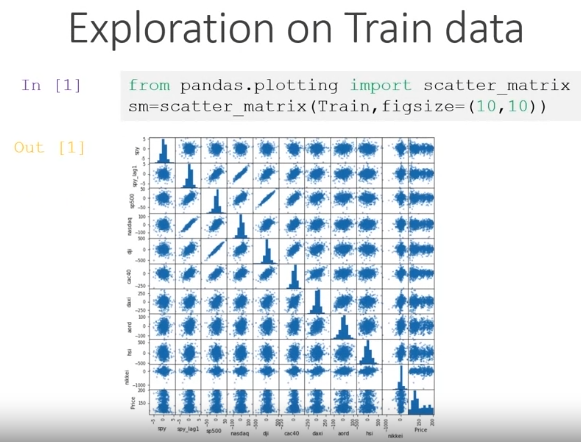 Exploration on Train data
In [1]
from pandas.plotting import scatter_matrix
sm=scatter_matrix(Train,figsize=(10,10))
Out [1]
spy
spy_lag1
sp500
nasdaq
dji
cac40
daxi
aord
hsi
nikkei
Price
spy
spy_lag1
sp500
nasdaq
dji
cac40
daxi
aord
hsi
nikkei
Price